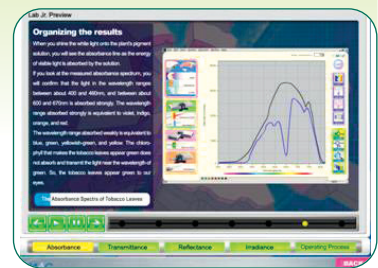 Lab Jr. Preview
Organizing the results
When you shine the white light onto the plant's pigment
solution, you will see the absorbance line as the energy
of visible light is absorbed by the solution.
If you look at the measured absorbance spectrum, you
will confirm that the light in the wavelength ranges
between about 400 and 480nm, and between about
600 and 670nm is absorbed strongly. The wavelength
range absorbed strongly is equivalent to violet, indigo,
orange, and red.
The wavelength range absorbed weakly is equivalent to
blue, green, yellowish-green, and yellow. The chloro-
phyll that makes the tobacco leaves appear green does
not absorb and transmit the light near the wavelength of
green. So, the tobacco leaves appear green to our
eyes.
The Absorbance Spectra of Tobacco Leaves
Absorbance
Transmittance
Reflectance
Irradiance
Operating Process
BACK